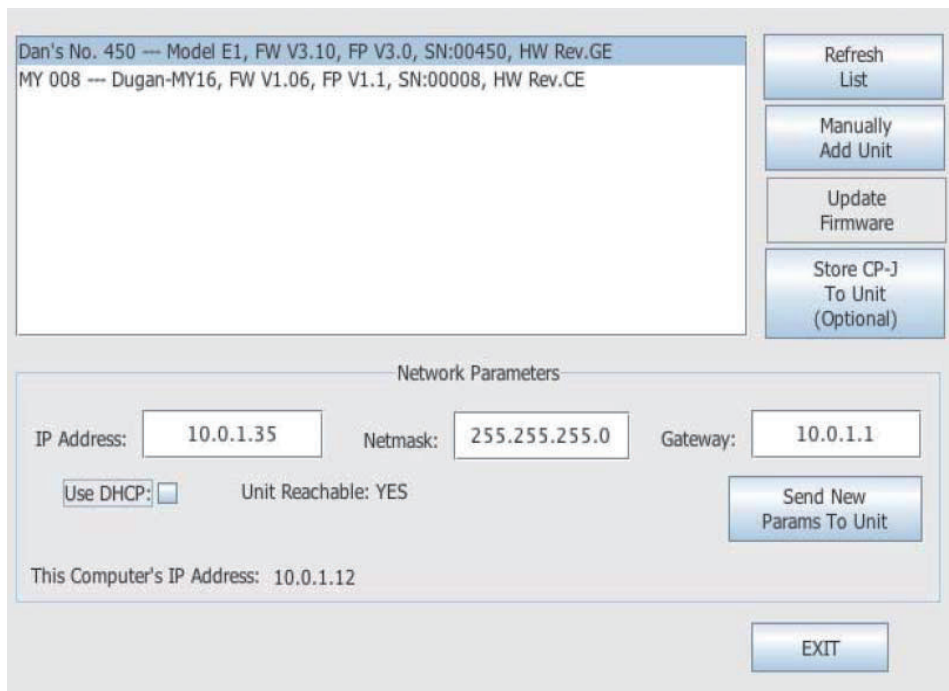 Dan's No. 450 --- Model E1, FW V3.10, FP V3.0, SN:00450, HW Rev.GE
MY 008 --- Dugan-MY16, FW V1.06, FP V1.1, SN:00008, HW Rev.CE
Refresh
List
Manually
Add Unit
Update
Firmware
Store CP-J
To Unit
(Optional)
Network Parameters
IP Address: 10.0.1.35 Netmask: 255.255.255.0 Gateway: 10.0.1.1
Use DHCP: Unit Reachable: YES
Send New
Params To Unit
This Computer's IP Address: 10.0.1.12
EXIT